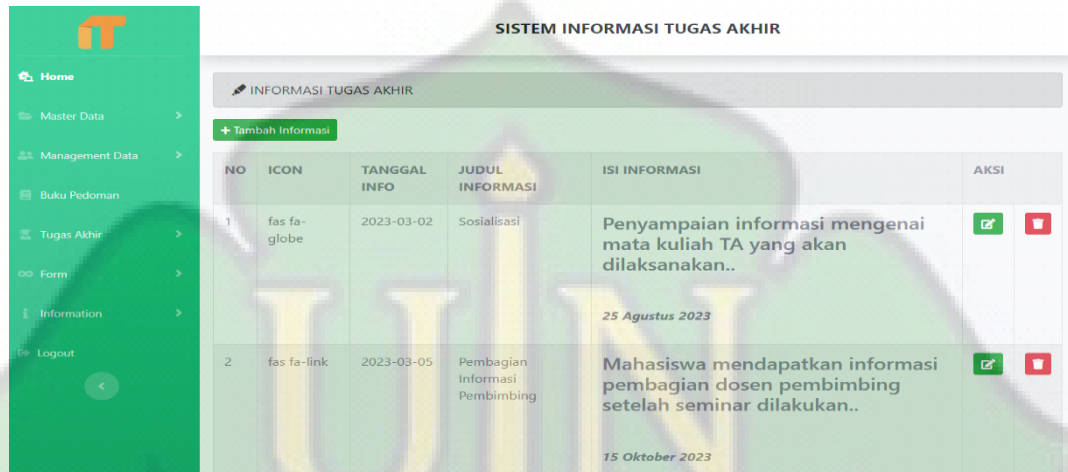 iT
SISTEM INFORMASI TUGAS AKHIR
Home
Master Data
Management Data
Buku Pedoman
Tugas Akhir
Form
Information
Logout
INFORMASI TUGAS AKHIR
+ Tambah Informasi
NO ICON TANGGAL INFO JUDUL INFORMASI ISI INFORMASI AKSI
1 fas fa-globe 2023-03-02 Sosialisasi
Penyampaian informasi mengenai
mata kuliah TA yang akan
dilaksanakan..
25 Agustus 2023
2 fas fa-link 2023-03-05 Pembagian Informasi Pembimbing
Mahasiswa mendapatkan informasi
pembagian dosen pembimbing
setelah seminar dilakukan..
15 Oktober 2023
UIN